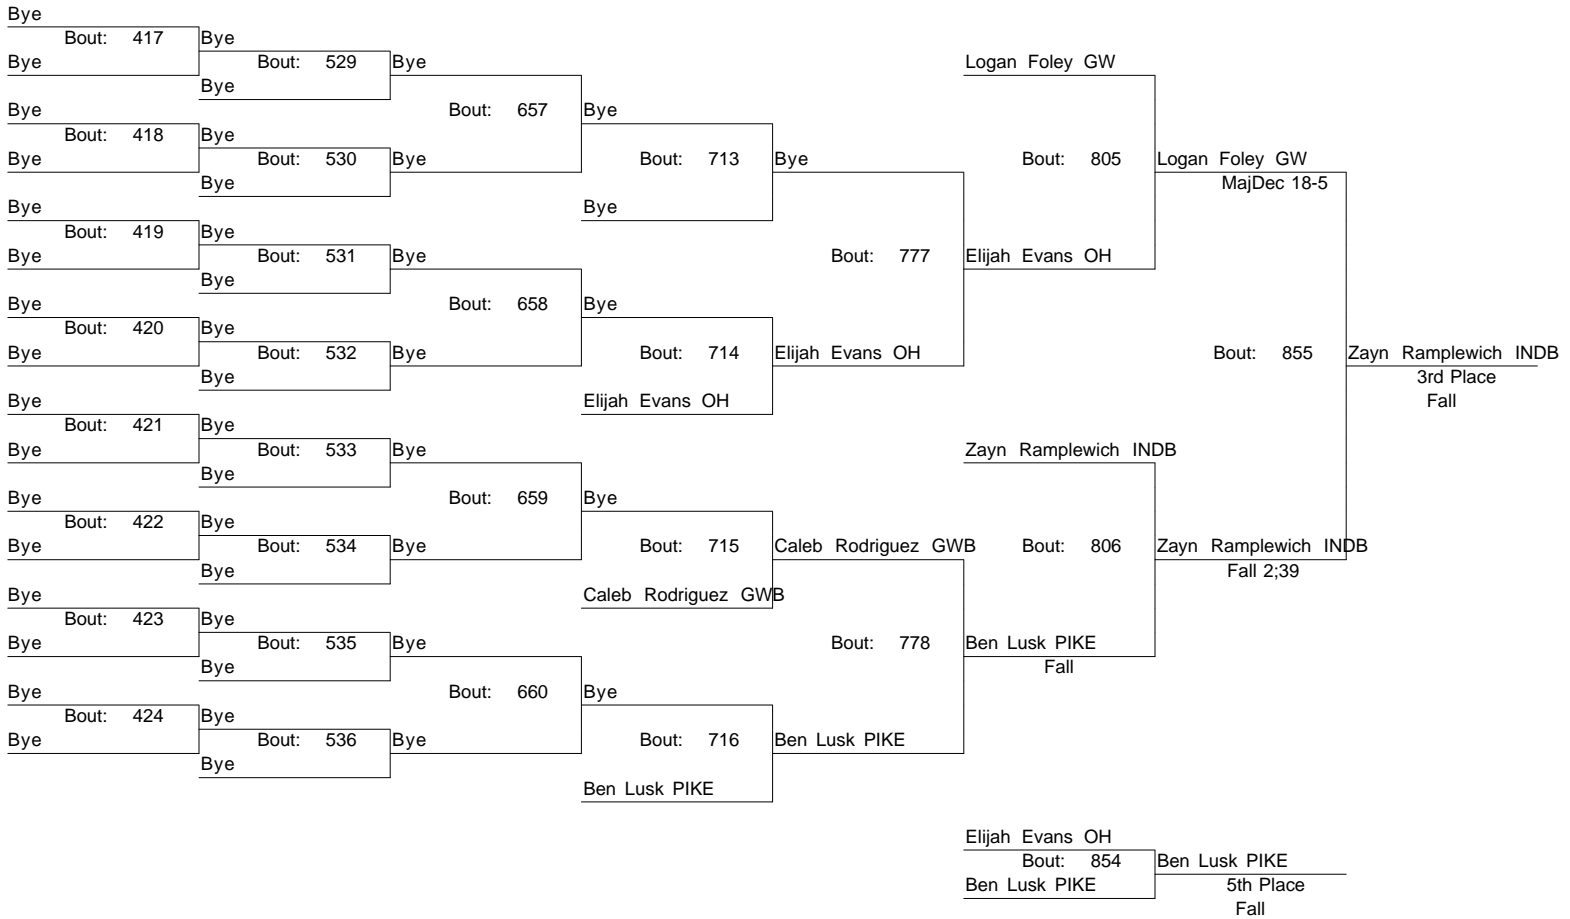 Bye
Bout: 417
Bye
Bye
Bout: 418
Bye
Bye
Bout: 419
Bye
Bye
Bout: 420
Bye
Bye
Bout: 421
Bye
Bye
Bout: 422
Bye
Bye
Bout: 423
Bye
Bye
Bout: 424
Bye
Bye
Bout: 529
Bye
Bye
Bout: 530
Bye
Bye
Bout: 531
Bye
Bye
Bout: 532
Bye
Bye
Bout: 533
Bye
Bye
Bout: 534
Bye
Bye
Bout: 535
Bye
Bye
Bout: 536
Bye
Bye
Bout: 657
Bye
Bye
Bout: 658
Bye
Bye
Bout: 659
Bye
Bye
Bout: 660
Bye
Bye
Bout: 713
Bye
Bye
Bout: 714
Elijah Evans OH
Bye
Bout: 715
Caleb Rodriguez GWB
Bye
Bout: 716
Ben Lusk PIKE
Bye
Bout: 777
Elijah Evans OH
Caleb Rodriguez GWB
Bout: 778
Ben Lusk PIKE
Logan Foley GW
Bout: 805
Elijah Evans OH
Zayn Ramplewich INDB
Bout: 806
Ben Lusk PIKE
Fall
Logan Foley GW
MajDec 18-5
Bout: 855
Zayn Ramplewich INDB
Fall 2;39
Zayn Ramplewich INDB
3rd Place
Fall
Elijah Evans OH
Bout: 854
Ben Lusk PIKE
Ben Lusk PIKE
5th Place
Fall